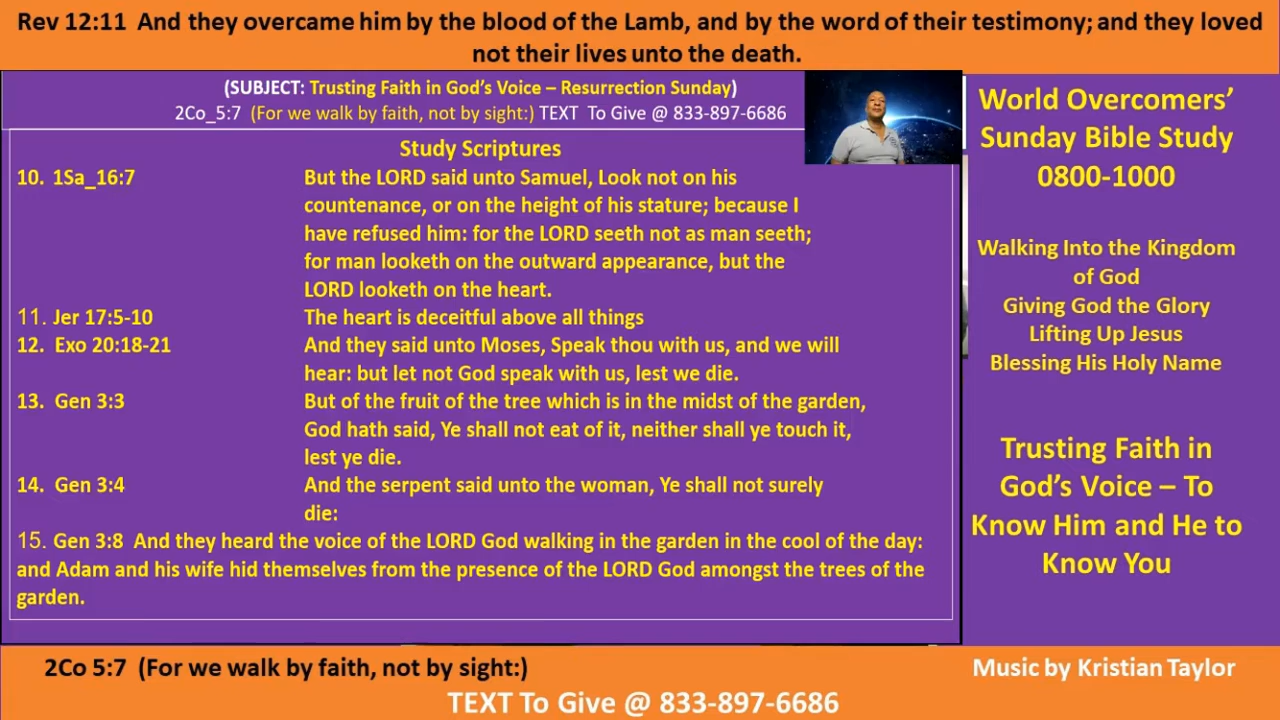 Rev 12:11 And they overcame him by the blood of the Lamb, and by the word of their testimony; and they loved
not their lives unto the death.
(SUBJECT: Trusting Faith in God's Voice – Resurrection Sunday)
2Co_5:7 (For we walk by faith, not by sight:) TEXT To Give @ 833-897-6686
Study Scriptures
10. 1Sa_16:7 But the LORD said unto Samuel, Look not on his
countenance, or on the height of his stature; because I
have refused him: for the LORD seeth not as man seeth;
for man looketh on the outward appearance, but the
LORD looketh on the heart.
11. Jer 17:5-10 The heart is deceitful above all things
12. Exo 20:18-21 And they said unto Moses, Speak thou with us, and we will
hear: but let not God speak with us, lest we die.
13. Gen 3:3 But of the fruit of the tree which is in the midst of the garden,
God hath said, Ye shall not eat of it, neither shall ye touch it,
lest ye die.
14. Gen 3:4 And the serpent said unto the woman, Ye shall not surely
die:
15. Gen 3:8 And they heard the voice of the LORD God walking in the garden in the cool of the day:
and Adam and his wife hid themselves from the presence of the LORD God amongst the trees of the
garden.
World Overcomers'
Sunday Bible Study
0800-1000
Walking Into the Kingdom
of God
Giving God the Glory
Lifting Up Jesus
Blessing His Holy Name
Trusting Faith in
God's Voice – To
Know Him and He to
Know You
2Co 5:7 (For we walk by faith, not by sight:)
Music by Kristian Taylor
TEXT To Give @ 833-897-6686